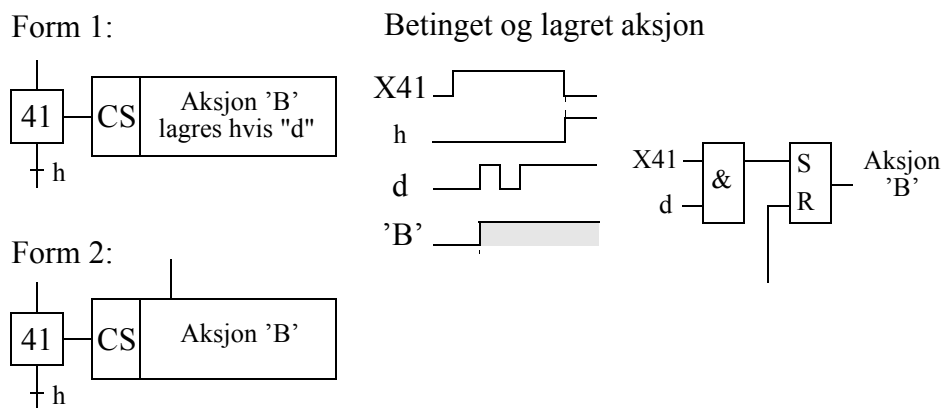 Form 1:
Betinget og lagret aksjon
41
CS
Aksjon ’B’
lagres hvis "d"
h
X41
h
d
’B’
X41
d
&
S
R
Aksjon
’B’
Form 2:
41
CS
Aksjon ’B’
h